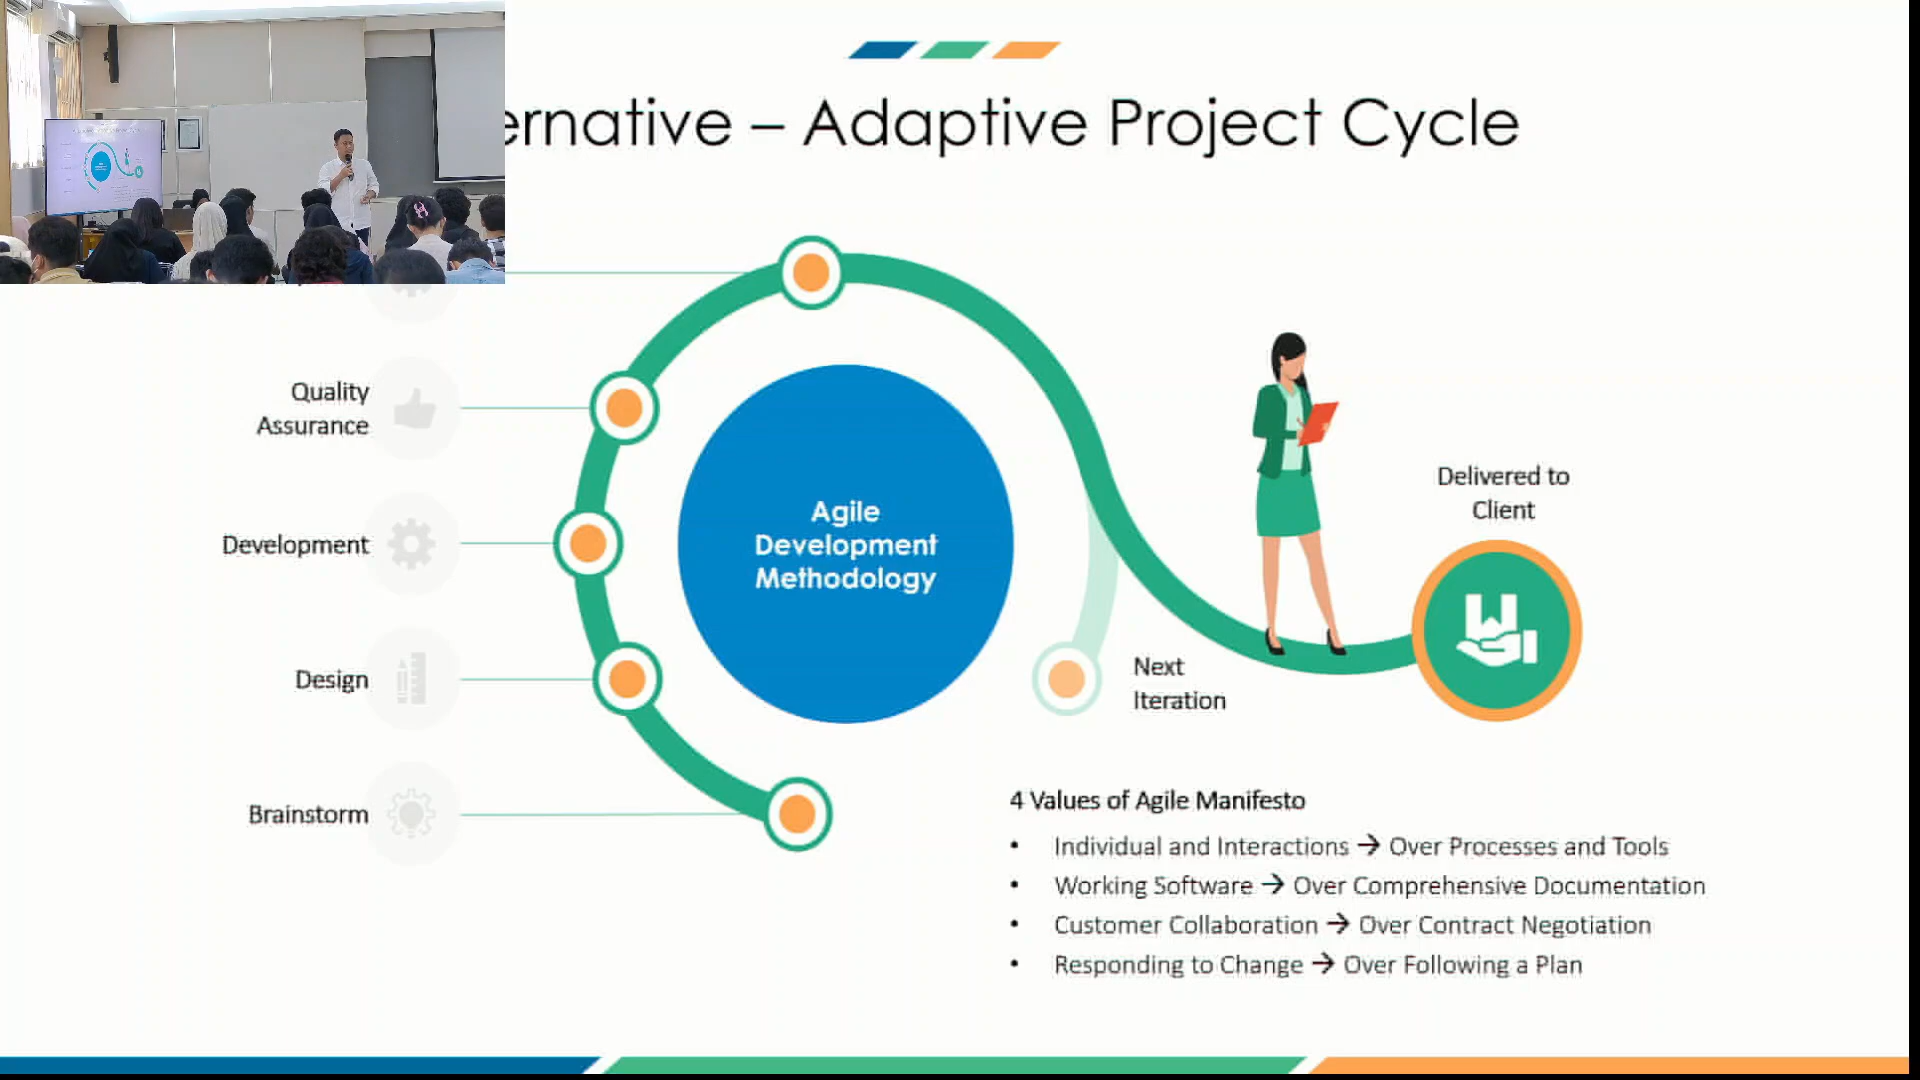 ernative – Adaptive Project Cycle
Quality
Assurance
Development
Design
Brainstorm
Agile
Development
Methodology
Next
Iteration
Delivered to
Client
4 Values of Agile Manifesto
• Individual and Interactions → Over Processes and Tools
• Working Software → Over Comprehensive Documentation
• Customer Collaboration → Over Contract Negotiation
• Responding to Change → Over Following a Plan